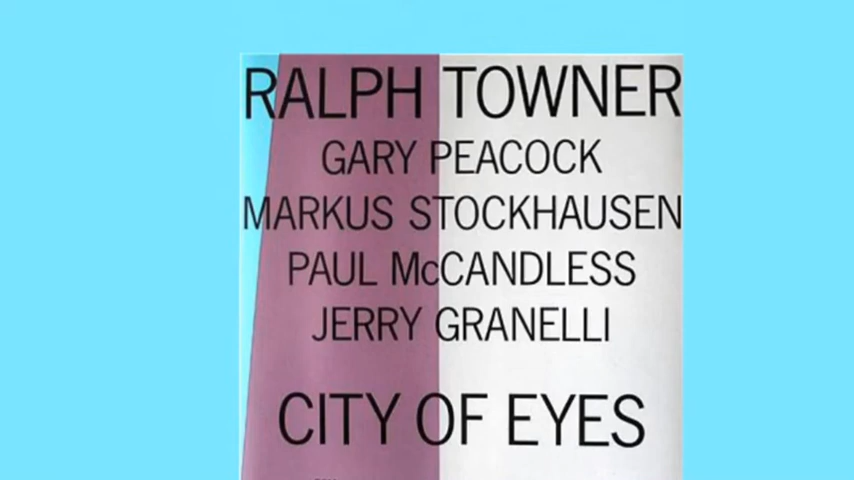 RALPH TOWNER
GARY PEACOCK
MARKUS STOCKHAUSEN
PAUL McCANDLESS
JERRY GRANELLI
CITY OF EYES